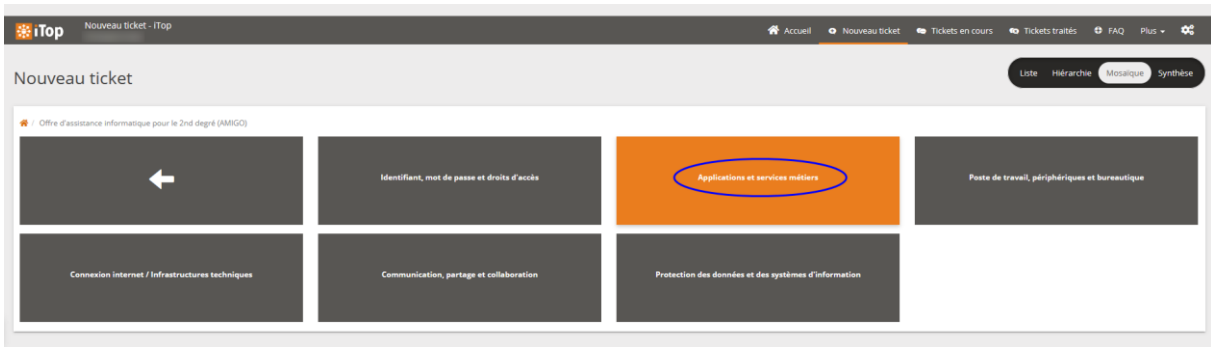 iTop
Nouveau ticket - iTop
Accueil
Nouveau ticket
Tickets en cours
Tickets traités
FAQ
Plus
Nouveau ticket
Liste
Hiérarchie
Mosaïque
Synthèse
/ Offre d'assistance informatique pour le 2nd degré (AMIGO)
Identifiant, mot de passe et droits d'accès
Applications et services métiers
Poste de travail, périphériques et bureautique
Connexion internet / Infrastructures techniques
Communication, partage et collaboration
Protection des données et des systèmes d'information